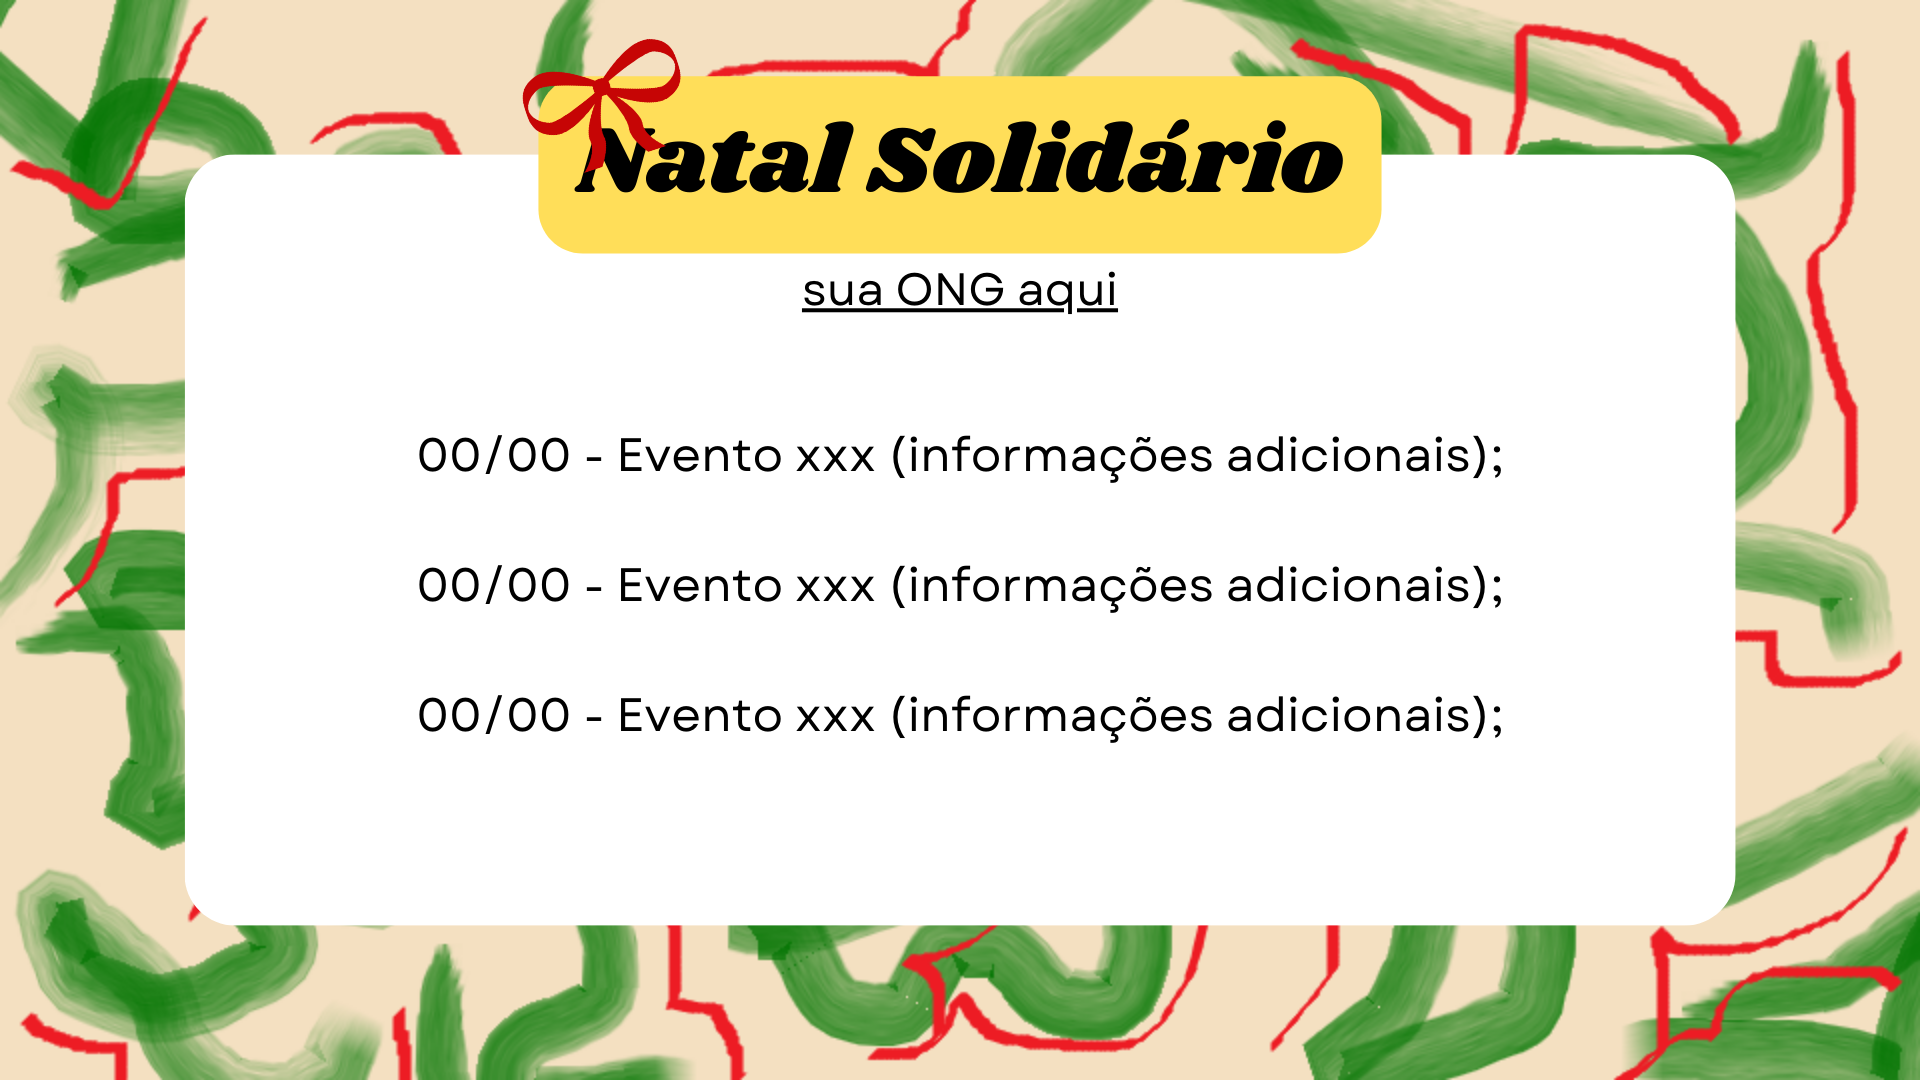 Natal Solidário
sua ONG aqui
00/00 - Evento xxx (informações adicionais);
00/00 - Evento xxx (informações adicionais);
00/00 - Evento xxx (informações adicionais);